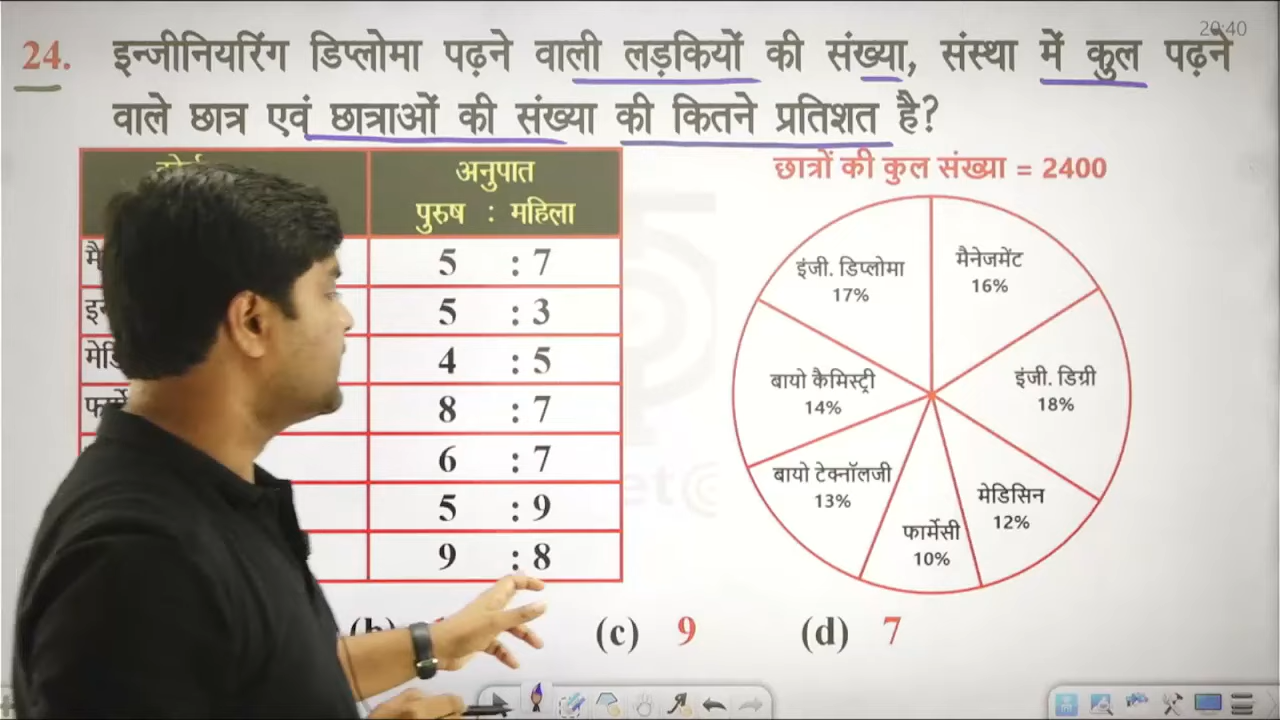 20:40
24. इन्जीनियरिंग डिप्लोमा पढ़ने वाली लड़कियों की संख्या, संस्था में कुल पढ़ने
वाले छात्र एवं छात्राओं की संख्या की कितने प्रतिशत है?
अनुपात
पुरुष : महिला
5 : 7
5 : 3
4 : 5
8 : 7
6 : 7
5 : 9
9 : 8
छात्रों की कुल संख्या = 2400
इंजी. डिप्लोमा
17%
मैनेजमेंट
16%
बायो कैमिस्ट्री
14%
इंजी. डिग्री
18%
बायो टेक्नॉलजी
13%
मेडिसिन
12%
फार्मेसी
10%
(b)
(c) 9
(d) 7